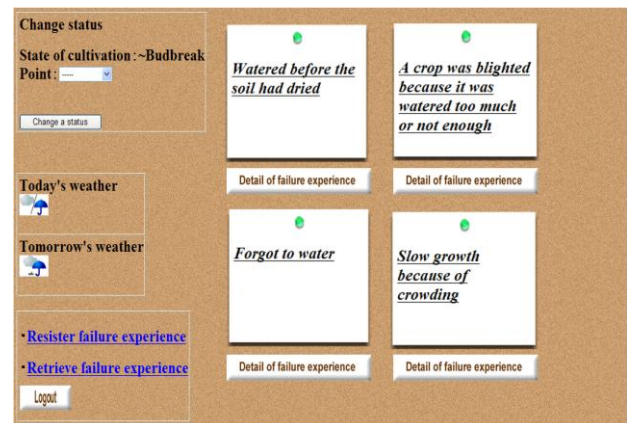 Change status
State of cultivation:~Budbreak
Point: -----
Change a status
Today's weather
Tomorrow's weather
・Resister failure experience
・Retrieve failure experience
Logout
Watered before the
soil had dried
Detail of failure experience
A crop was blighted
because it was
watered too much
or not enough
Detail of failure experience
Forgot to water
Detail of failure experience
Slow growth
because of
crowding
Detail of failure experience